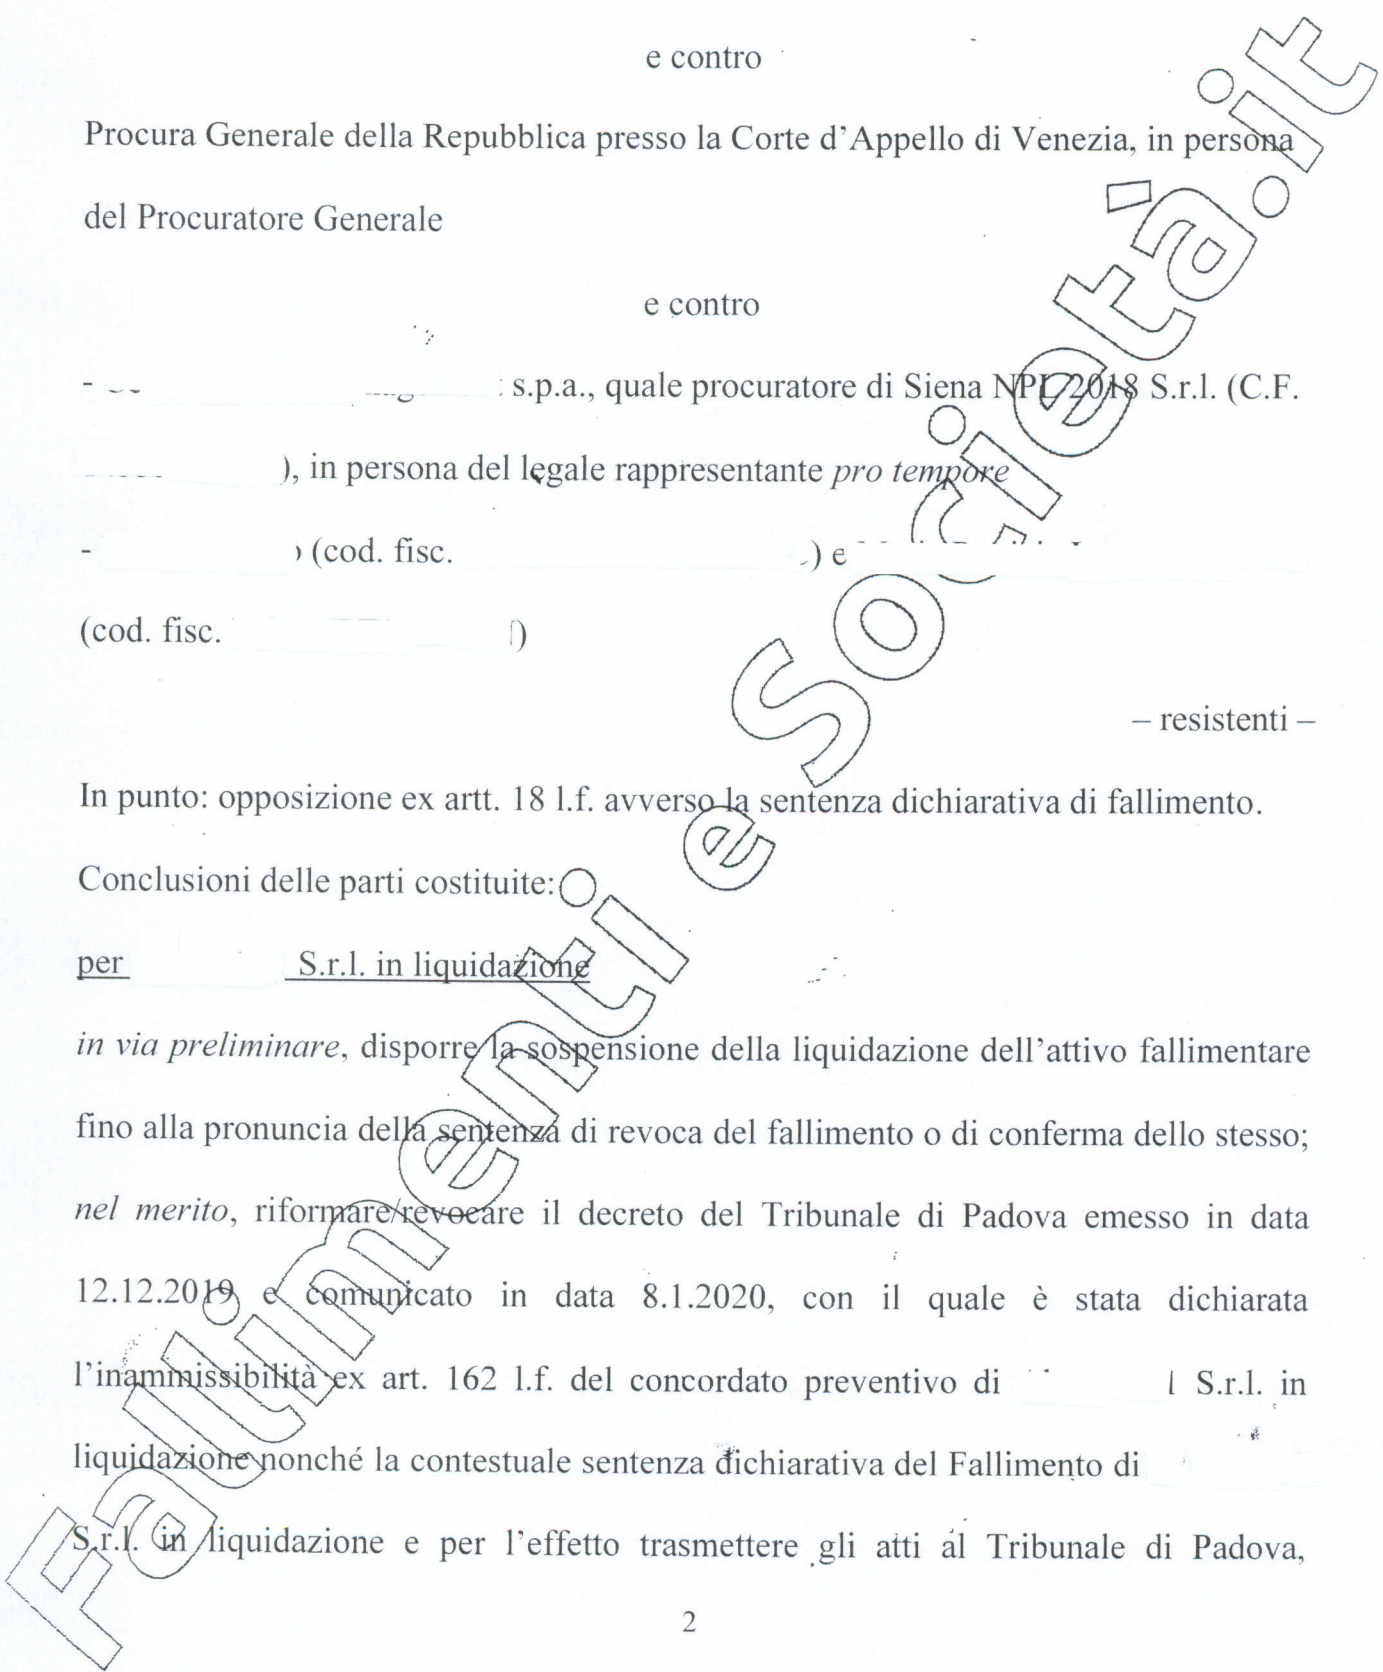 e contro
Procura Generale della Repubblica presso la Corte d'Appello di Venezia, in persona
del Procuratore Generale
e contro
- s.p.a., quale procuratore di Siena NPL 2018 S.r.l. (C.F.
), in persona del legale rappresentante pro tempore
- (cod. fisc. ) e
(cod. fisc. )
– resistenti –
In punto: opposizione ex artt. 18 l.f. avverso la sentenza dichiarativa di fallimento.
Conclusioni delle parti costituite:
per S.r.l. in liquidazione
in via preliminare, disporre la sospensione della liquidazione dell'attivo fallimentare
fino alla pronuncia della sentenza di revoca del fallimento o di conferma dello stesso;
nel merito, riformare/revocare il decreto del Tribunale di Padova emesso in data
12.12.2019 e comunicato in data 8.1.2020, con il quale è stata dichiarata
l'inammissibilità ex art. 162 l.f. del concordato preventivo di S.r.l. in
liquidazione nonché la contestuale sentenza dichiarativa del Fallimento di
S.r.l. in liquidazione e per l'effetto trasmettere gli atti al Tribunale di Padova,
2
Fallimenti e Società.it